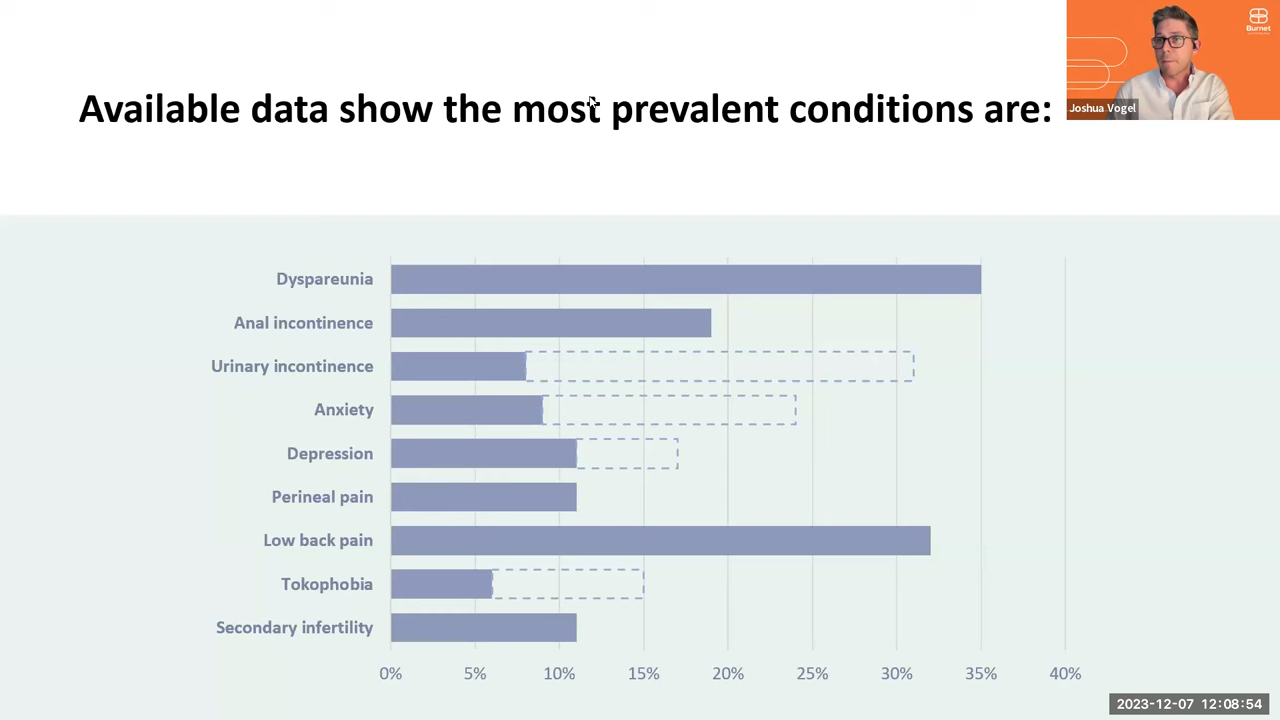 Available data show the most prevalent conditions are:
Burnet
Joshua Vogel
Dyspareunia
Anal incontinence
Urinary incontinence
Anxiety
Depression
Perineal pain
Low back pain
Tokophobia
Secondary infertility
0% 5% 10% 15% 20% 25% 30% 35% 40%
2023-12-07 12:08:54